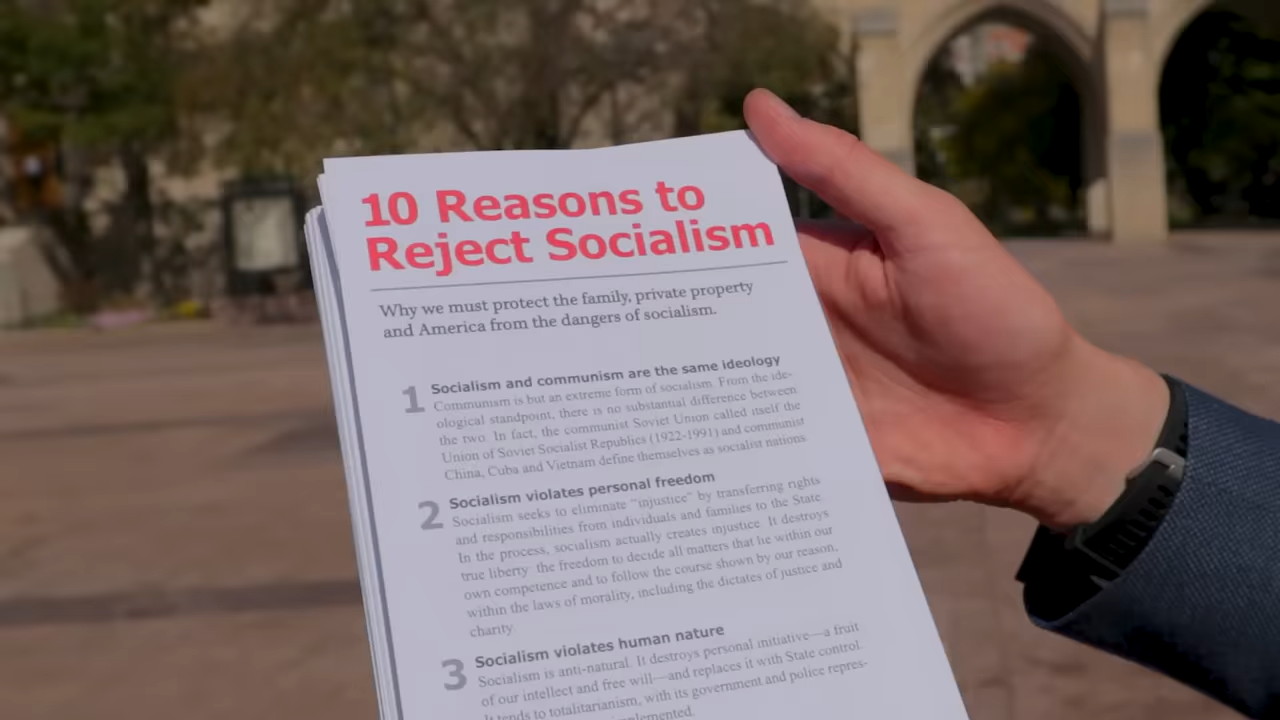 10 Reasons to
Reject Socialism
Why we must protect the family, private property
and America from the dangers of socialism.
1 Socialism and communism are the same ideology
Communism is but an extreme form of socialism. From the ide-
ological standpoint, there is no substantial difference between
the two. In fact, the communist Soviet Union called itself the
Union of Soviet Socialist Republics (1922-1991) and communist
China, Cuba and Vietnam define themselves as socialist nations.
2 Socialism violates personal freedom
Socialism seeks to eliminate "injustice" by transferring rights
and responsibilities from individuals and families to the State.
In the process, socialism actually creates injustice. It destroys
true liberty: the freedom to decide all matters that lie within our
own competence and to follow the course shown by our reason,
within the laws of morality, including the dictates of justice and
charity.
3 Socialism violates human nature
Socialism is anti-natural. It destroys personal initiative—a fruit
of our intellect and free will—and replaces it with State control.
It tends to totalitarianism, with its government and police repres-
implemented.